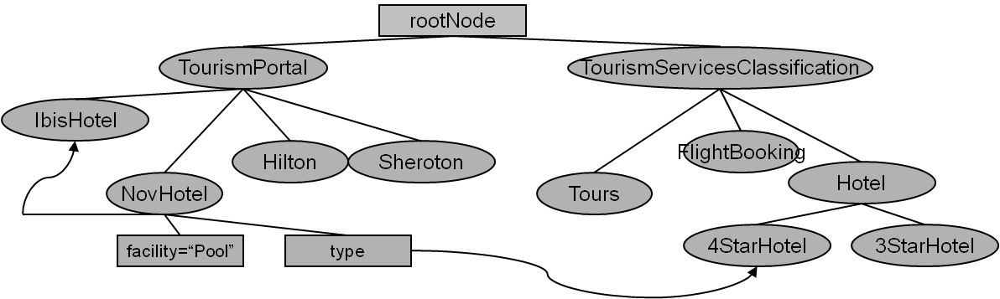 rootNode
TourismPortal
TourismServicesClassification
IbisHotel
Hilton
Sheroton
FlightBooking
NovHotel
Tours
Hotel
facility=“Pool”
type
4StarHotel
3StarHotel